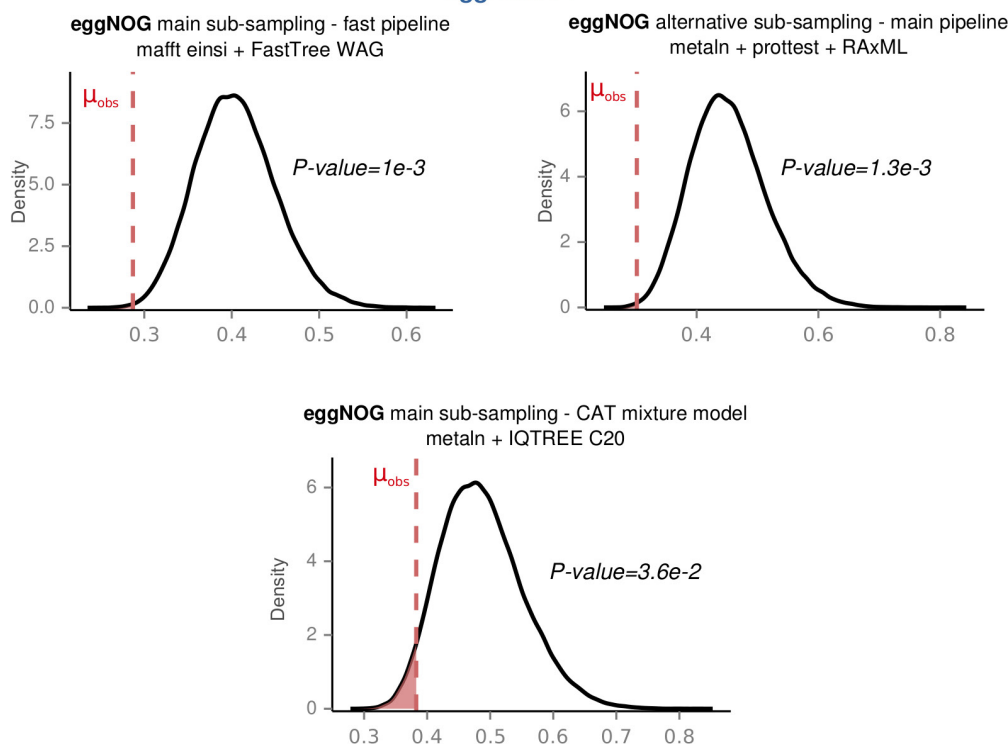 eggNOG main sub-sampling - fast pipeline
mafft einsi + FastTree WAG
μobs
7.5
5.0
2.5
0.0
Density
P-value=1e-3
0.3 0.4 0.5 0.6
eggNOG alternative sub-sampling - main pipeline
metaln + prottest + RAxML
μobs
6
4
2
0
Density
P-value=1.3e-3
0.4 0.6 0.8
eggNOG main sub-sampling - CAT mixture model
metaln + IQTREE C20
μobs
6
4
2
0
Density
P-value=3.6e-2
0.3 0.4 0.5 0.6 0.7 0.8